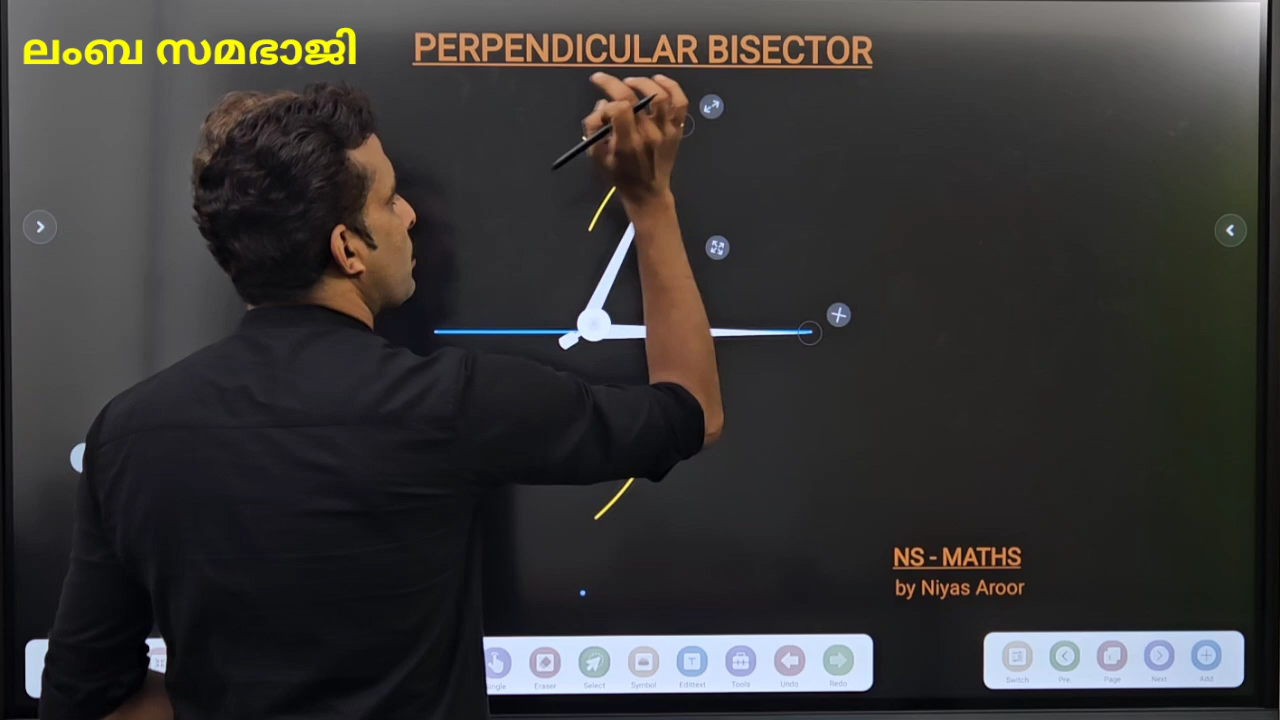 ലംബ സമഭാജി
PERPENDICULAR BISECTOR
NS - MATHS
by Niyas Aroor
Eraser Select Symbol Edittext Tools Undo Redo
Switch Pre Page Next Add